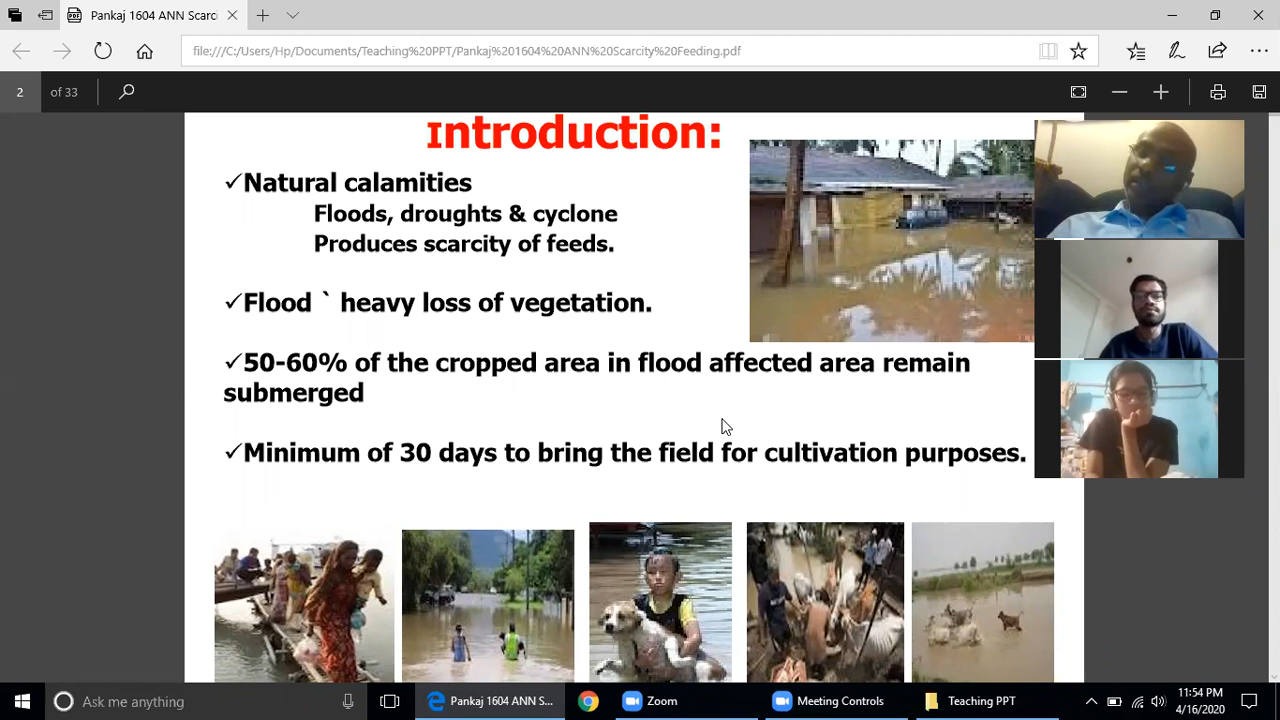 Pankaj 1604 ANN Scarci
file:///C:/Users/Hp/Documents/Teaching%20PPT/Pankaj%201604%20ANN%20Scarcity%20Feeding.pdf
2 of 33
Introduction:
✓Natural calamities
Floods, droughts & cyclone
Produces scarcity of feeds.
✓Flood ` heavy loss of vegetation.
✓50-60% of the cropped area in flood affected area remain
submerged
✓Minimum of 30 days to bring the field for cultivation purposes.
Ask me anything
Pankaj 1604 ANN S...
Zoom
Meeting Controls
Teaching PPT
11:54 PM
4/16/2020